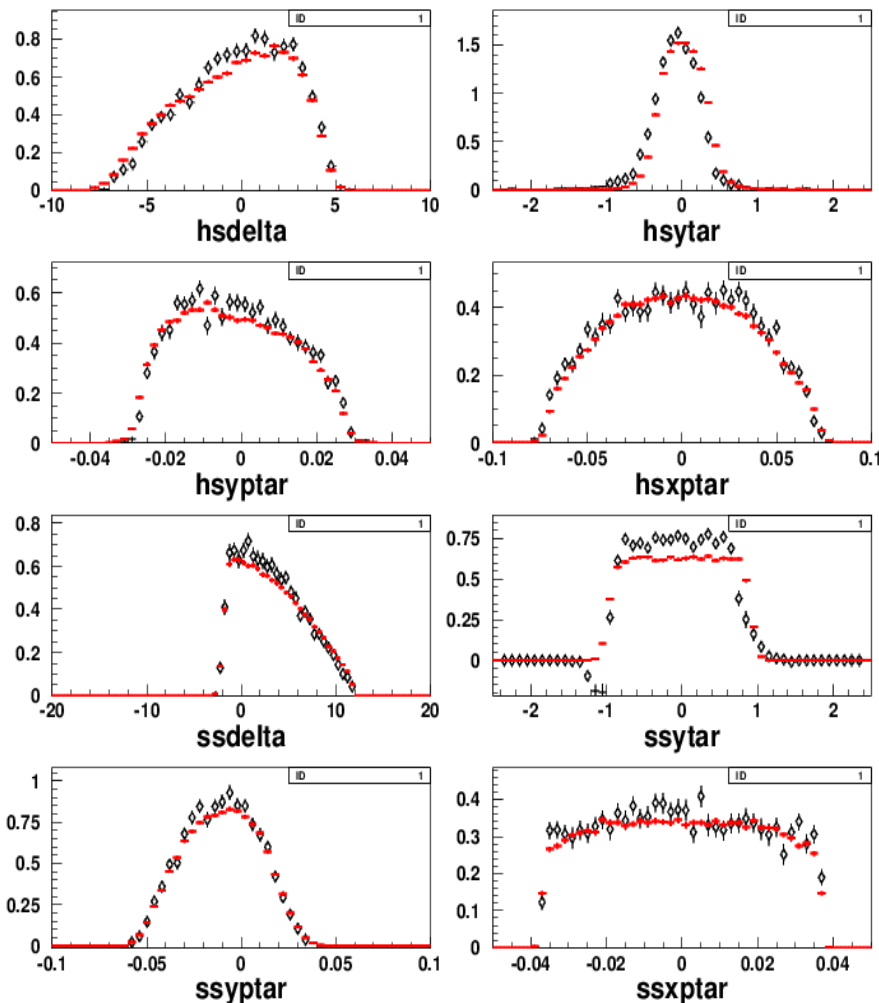 ID 1
0.8
0.6
0.4
0.2
0
-10 -5 0 5 10
hsdelta
ID 1
1.5
1
0.5
0
-2 -1 0 1 2
hsytar
ID 1
0.6
0.4
0.2
0
-0.04 -0.02 0 0.02 0.04
hsyptar
ID 1
0.4
0.2
0
-0.1 -0.05 0 0.05 0.1
hsxptar
ID 1
0.8
0.6
0.4
0.2
0
-20 -10 0 10 20
ssdelta
ID 1
0.75
0.5
0.25
0
-2 -1 0 1 2
ssytar
ID 1
1
0.75
0.5
0.25
0
-0.1 -0.05 0 0.05 0.1
ssyptar
ID 1
0.4
0.3
0.2
0.1
0
-0.04 -0.02 0 0.02 0.04
ssxptar